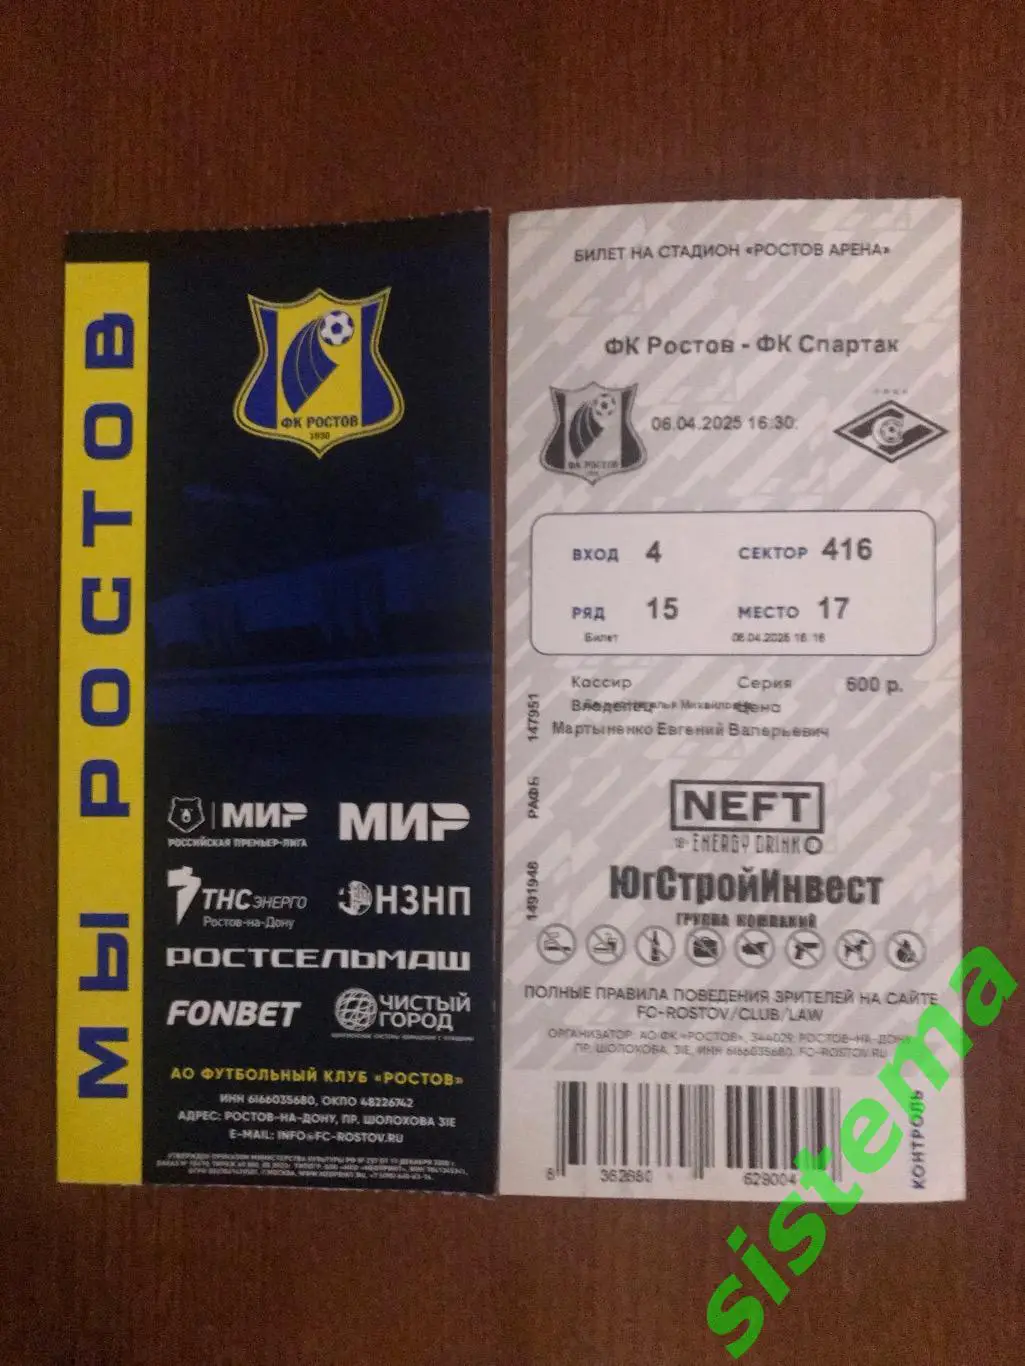 МЫ РОСТОВ
ФК РОСТОВ
1930
МИР
РОССИЙСКАЯ ПРЕМЬЕР-ЛИГА
МИР
ТНС ЭНЕРГО
Ростов-на-Дону
НЗНП
РОСТСЕЛЬМАШ
FONBET
ЧИСТЫЙ ГОРОД
АО ФУТБОЛЬНЫЙ КЛУБ «РОСТОВ»
ИНН 6166035680, ОКПО 48226742
АДРЕС: РОСТОВ-НА-ДОНУ, ПР. ШОЛОХОВА 31Е
E-MAIL: INFO@FC-ROSTOV.RU
БИЛЕТ НА СТАДИОН «РОСТОВ АРЕНА»
ФК Ростов - ФК Спартак
06.04.2025 16:30
ФК РОСТОВ
ВХОД 4 СЕКТОР 416
РЯД 15 МЕСТО 17
Билет 06.04.2025 16:16
Кассир Серия 600 р.
Владелец Цена
Мартыненко Евгений Валерьевич
1491948 РАФБ 147951
NEFT
ENERGY DRINK
ЮгСтройИнвест
ГРУППА КОМПАНИЙ
ПОЛНЫЕ ПРАВИЛА ПОВЕДЕНИЯ ЗРИТЕЛЕЙ НА САЙТЕ
FC-ROSTOV/CLUB/LAW
ОРГАНИЗАТОР: АО ФК «РОСТОВ», 344029, РОСТОВ-НА-ДОНУ
ПР. ШОЛОХОВА, 31Е, ИНН 6166035680, FC-ROSTOV.RU
8 362680 629004
КОНТРОЛЬ
sistema